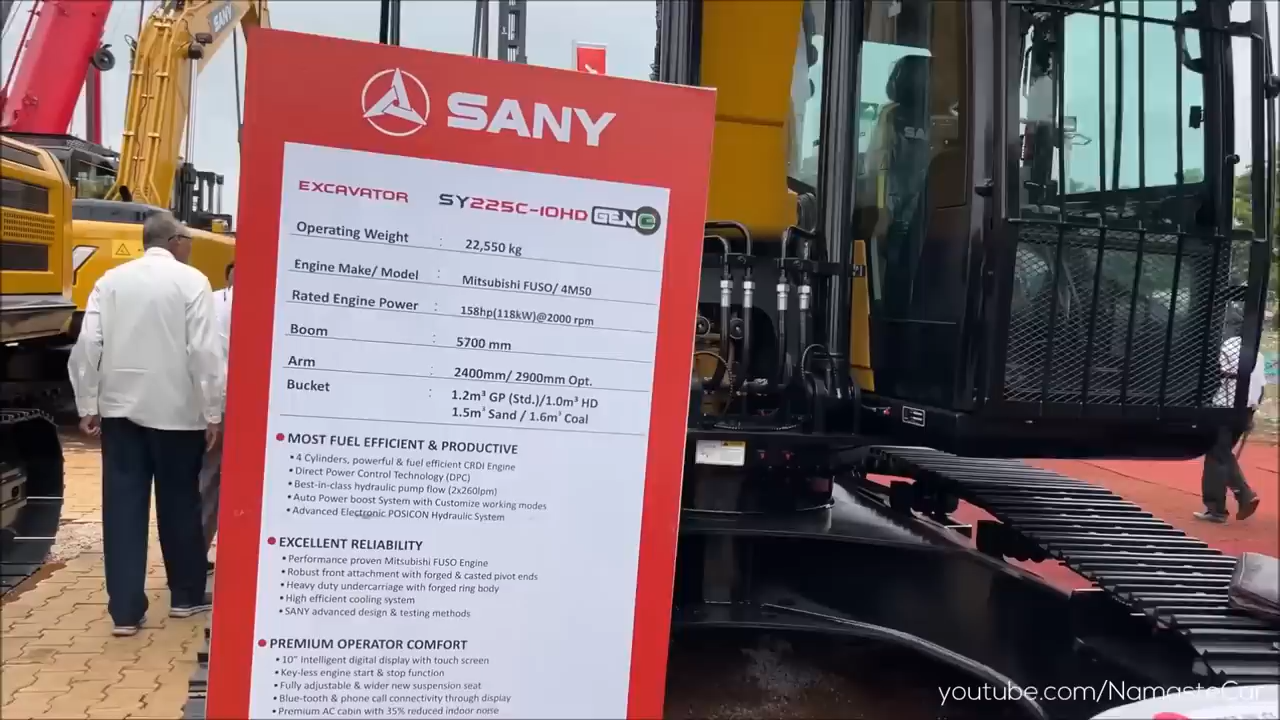 SANY
SANY
EXCAVATOR SY225C-10HD GEN C
Operating Weight : 22,550 kg
Engine Make/ Model : Mitsubishi FUSO/ 4M50
Rated Engine Power : 158hp(118kW)@2000 rpm
Boom : 5700 mm
Arm : 2400mm/ 2900mm Opt.
Bucket : 1.2m³ GP (Std.)/1.0m³ HD
1.5m³ Sand / 1.6m³ Coal
• MOST FUEL EFFICIENT & PRODUCTIVE
• 4 Cylinders, powerful & fuel efficient CRDI Engine
• Direct Power Control Technology (DPC)
• Best-in-class hydraulic pump flow (2x260lpm)
• Auto Power boost System with Customize working modes
• Advanced Electronic POSICON Hydraulic System
• EXCELLENT RELIABILITY
• Performance proven Mitsubishi FUSO Engine
• Robust front attachment with forged & casted pivot ends
• Heavy duty undercarriage with forged ring body
• High efficient cooling system
• SANY advanced design & testing methods
• PREMIUM OPERATOR COMFORT
• 10" Intelligent digital display with touch screen
• Key-less engine start & stop function
• Fully adjustable & wider new suspension seat
• Blue-tooth & phone call connectivity through display
• Premium AC cabin with 35% reduced indoor none
youtube.com/NamasteCar